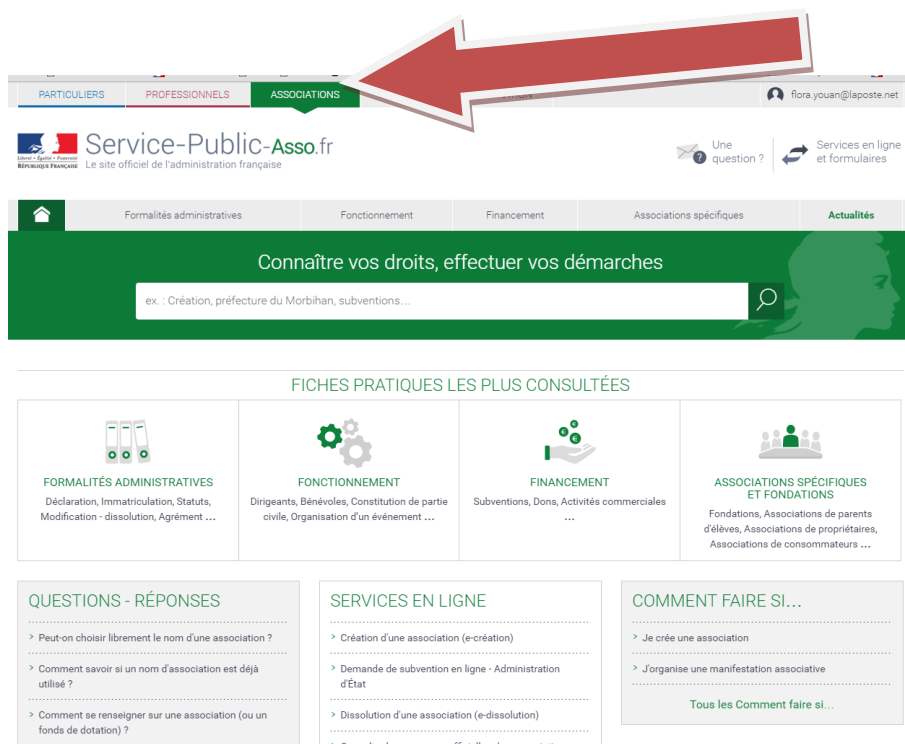 PARTICULIERS PROFESSIONNELS ASSOCIATIONS
flora.youan@laposte.net
Liberté • Égalité • Fraternité
RÉPUBLIQUE FRANÇAISE
Service-Public-Asso.fr
Le site officiel de l'administration française
Une question ?
Services en ligne et formulaires
Formalités administratives Fonctionnement Financement Associations spécifiques Actualités
Connaître vos droits, effectuer vos démarches
ex. : Création, préfecture du Morbihan, subventions...
FICHES PRATIQUES LES PLUS CONSULTÉES
FORMALITÉS ADMINISTRATIVES
Déclaration, Immatriculation, Statuts,
Modification - dissolution, Agrément ...
FONCTIONNEMENT
Dirigeants, Bénévoles, Constitution de partie
civile, Organisation d'un événement ...
FINANCEMENT
Subventions, Dons, Activités commerciales
...
ASSOCIATIONS SPÉCIFIQUES
ET FONDATIONS
Fondations, Associations de parents
d'élèves, Associations de propriétaires,
Associations de consommateurs ...
QUESTIONS - RÉPONSES
> Peut-on choisir librement le nom d'une association ?
> Comment savoir si un nom d'association est déjà
utilisé ?
> Comment se renseigner sur une association (ou un
fonds de dotation) ?
SERVICES EN LIGNE
> Création d'une association (e-création)
> Demande de subvention en ligne - Administration
d'État
> Dissolution d'une association (e-dissolution)
COMMENT FAIRE SI...
> Je crée une association
> J'organise une manifestation associative
Tous les Comment faire si...